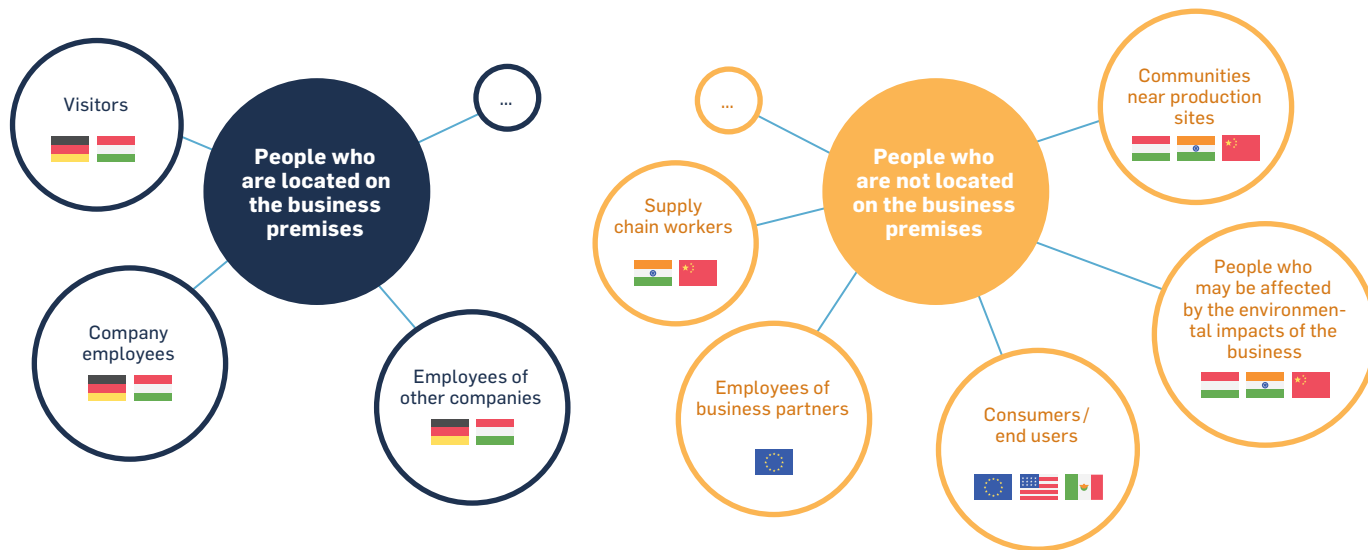 Visitors
...
People who
are located on
the business
premises
Company
employees
Employees of
other companies
...
People who
are not located
on the business
premises
Communities
near production
sites
Supply
chain workers
People who
may be affected
by the environmen-
tal impacts of the
business
Employees of
business partners
Consumers/
end users